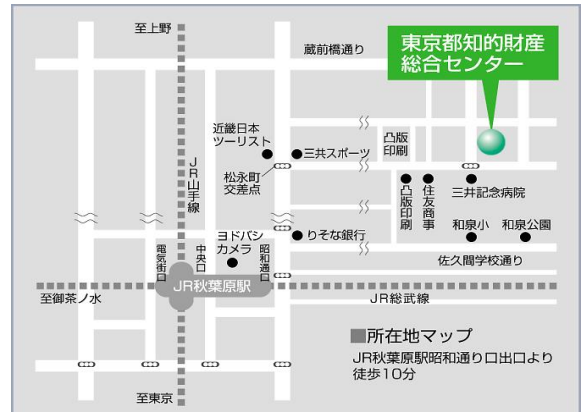 至上野
蔵前橋通り
東京都知的財産
総合センター
近畿日本
ツーリスト
三共スポーツ
凸版
印刷
JR山手線
松永町
交差点
凸版印刷
住友商事
三井記念病院
和泉小
和泉公園
ヨドバシ
カメラ
りそな銀行
電気街口
中央口
昭和通口
佐久間学校通り
JR秋葉原駅
至御茶ノ水
JR総武線
所在地マップ
JR秋葉原駅昭和通り口出口より
徒歩10分
至東京